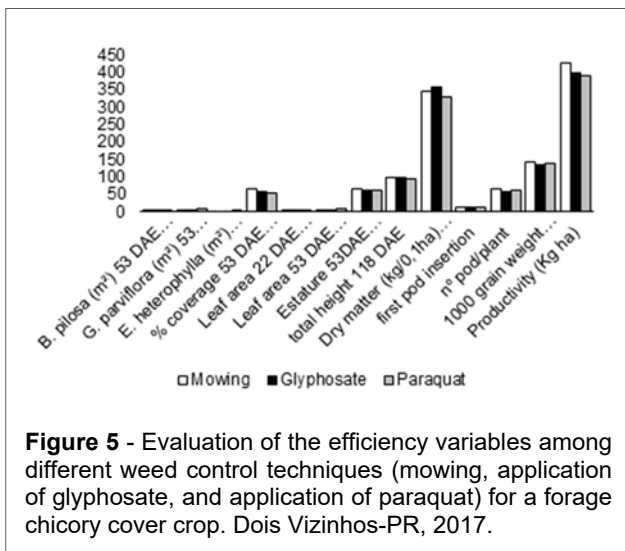 450
400
350
300
250
200
150
100
50
0
B. pilosa (m²) 53 DAE...
G. parviflora (m²) 53...
E. heterophylla (m²)...
% coverage 53 DAE...
Leaf area 22 DAE...
Leaf area 53 DAE...
Estature 53DAE...
total height 118 DAE
Dry matter (kg/0,1ha)...
first pod insertion
nº pod/plant
1000 grain weight...
Productivity (Kg ha)
Mowing Glyphosate Paraquat
Figure 5 - Evaluation of the efficiency variables among
different weed control techniques (mowing, application
of glyphosate, and application of paraquat) for a forage
chicory cover crop. Dois Vizinhos-PR, 2017.